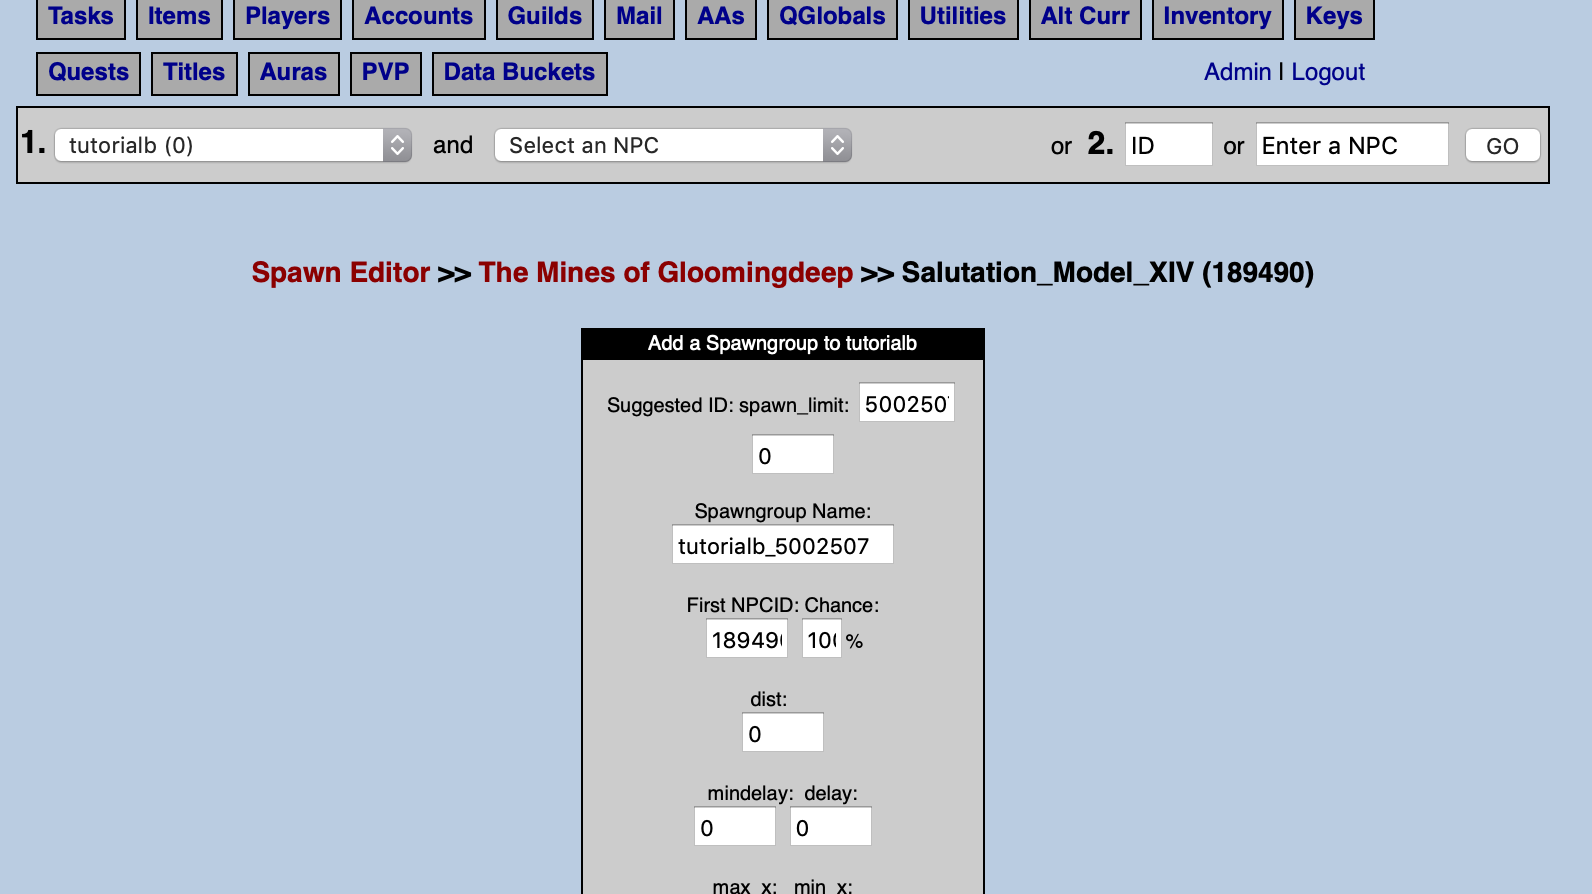 Tasks Items Players Accounts Guilds Mail AAs QGlobals Utilities Alt Curr Inventory Keys
Quests Titles Auras PVP Data Buckets Admin | Logout
1. tutorialb (0) and Select an NPC or 2. ID or Enter a NPC GO
Spawn Editor >> The Mines of Gloomingdeep >> Salutation_Model_XIV (189490)
Add a Spawngroup to tutorialb
Suggested ID: spawn_limit: 500250
0
Spawngroup Name:
tutorialb_5002507
First NPCID: Chance:
18949 10 %
dist:
0
mindelay: delay:
0 0
max_x: min_x: